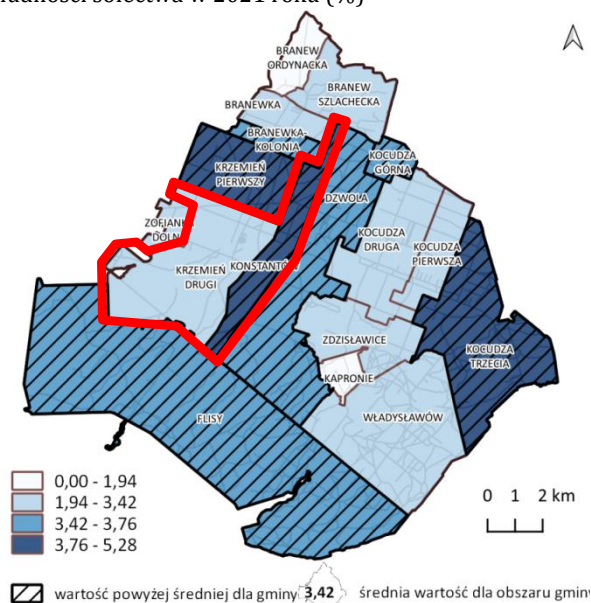 ludności sołectwa w 2021 roku (%)
BRANEW
ORDYNACKA
BRANEW
SZLACHECKA
BRANEWKA
BRANEWKA-
KOLONIA
KOCUDZA
GÓRNA
KRZEMIEŃ
PIERWSZY
DZWOLA
ZOFIANKA
DOLNA
KOCUDZA
DRUGA
KOCUDZA
PIERWSZA
KRZEMIEŃ
DRUGI
KONSTANTÓW
ZDZISŁAWICE
KOCUDZA
TRZECIA
KAPRONIE
WŁADYSŁAWÓW
FLISY
0,00 - 1,94
1,94 - 3,42
3,42 - 3,76
3,76 - 5,28
0 1 2 km
wartość powyżej średniej dla gminy 3,42 średnia wartość dla obszaru gminy